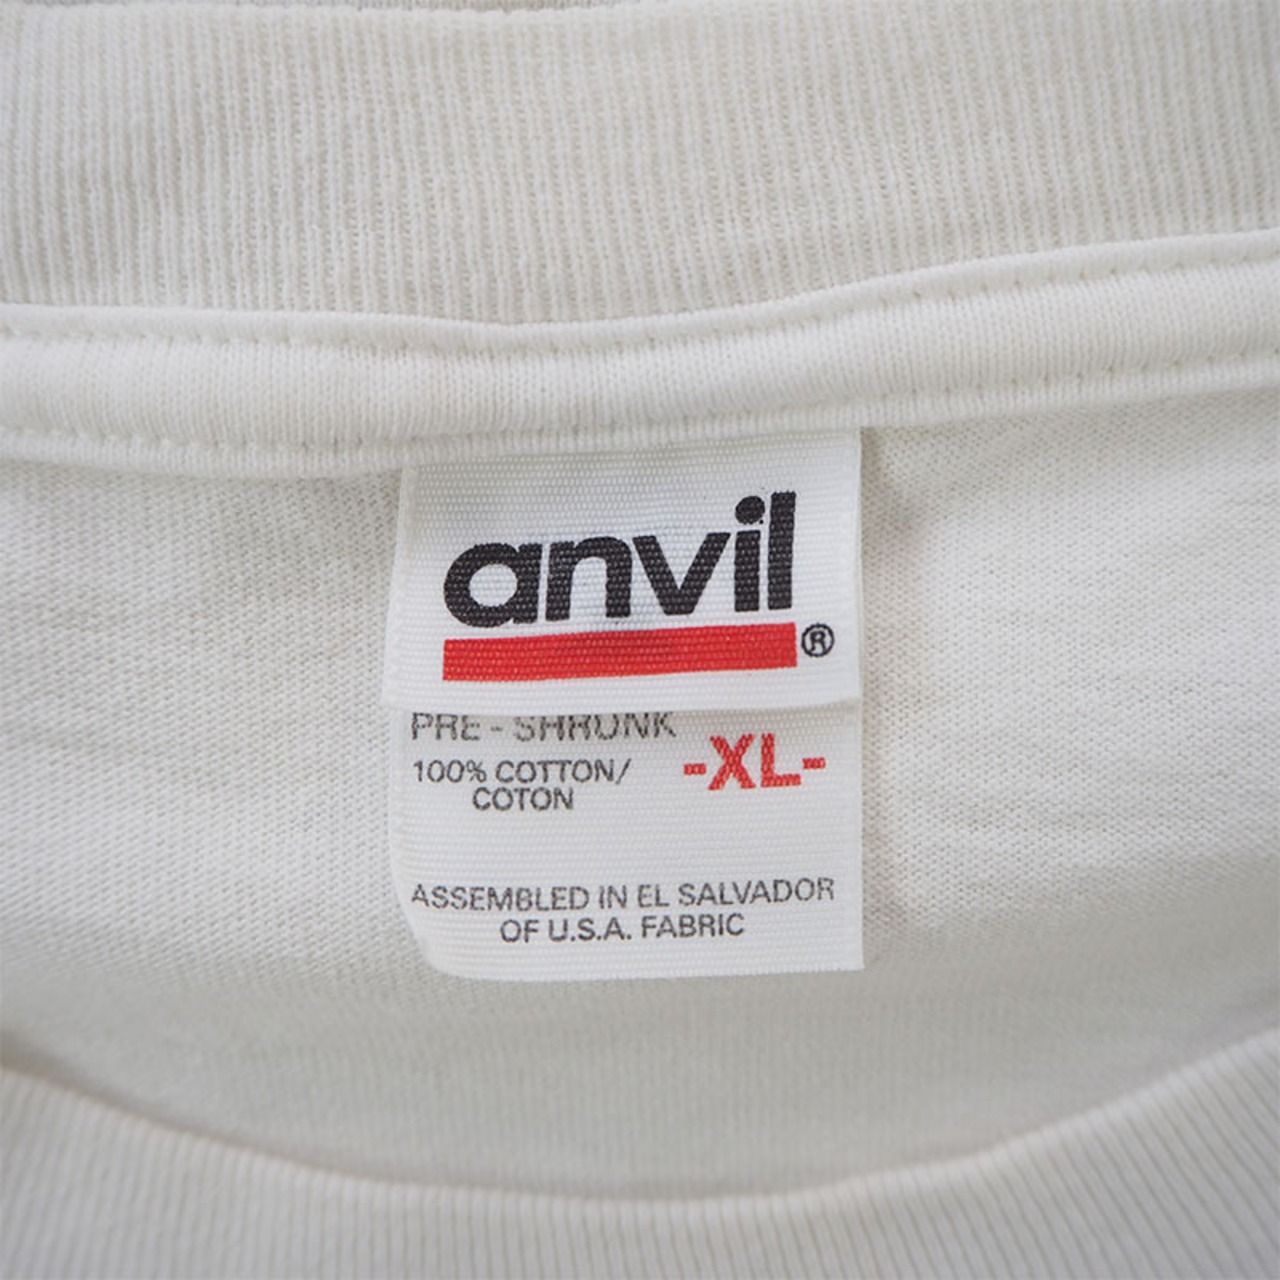 anvil®
PRE - SHRUNK
-XL-
100% COTTON/
COTON
ASSEMBLED IN EL SALVADOR
OF U.S.A. FABRIC